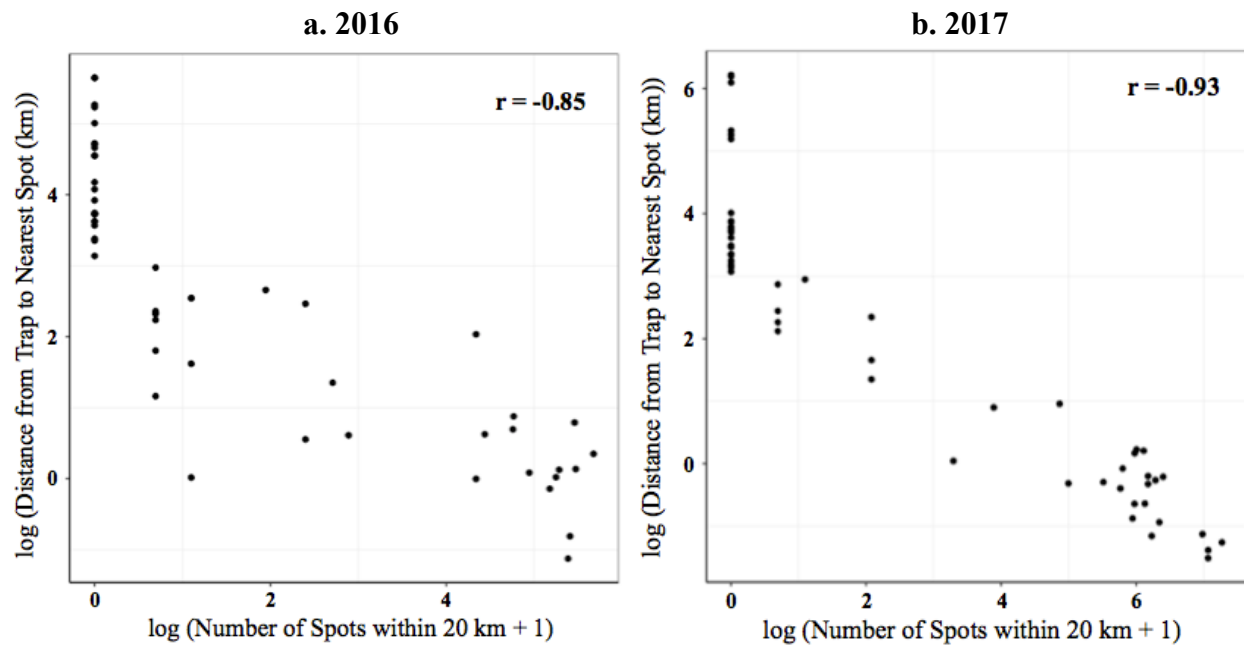 a. 2016
r = -0.85
log (Distance from Trap to Nearest Spot (km))
4
2
0
0 2 4
log (Number of Spots within 20 km + 1)
b. 2017
r = -0.93
log (Distance from Trap to Nearest Spot (km))
6
4
2
0
0 2 4 6
log (Number of Spots within 20 km + 1)